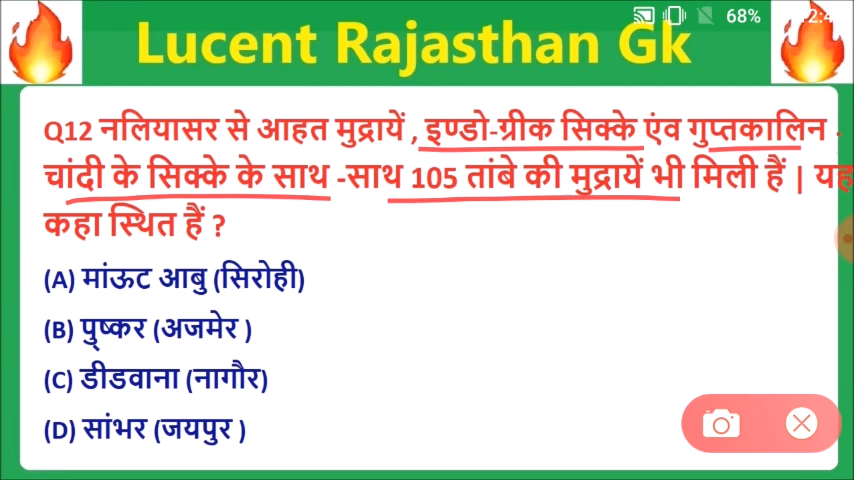 68%
Lucent Rajasthan Gk
Q12 नलियासर से आहत मुद्रायें , इण्डो-ग्रीक सिक्के एंव गुप्तकालिन -
चांदी के सिक्के के साथ -साथ 105 तांबे की मुद्रायें भी मिली हैं | यह
कहा स्थित हैं ?
(A) मांऊट आबु (सिरोही)
(B) पुष्कर (अजमेर )
(C) डीडवाना (नागौर)
(D) सांभर (जयपुर )